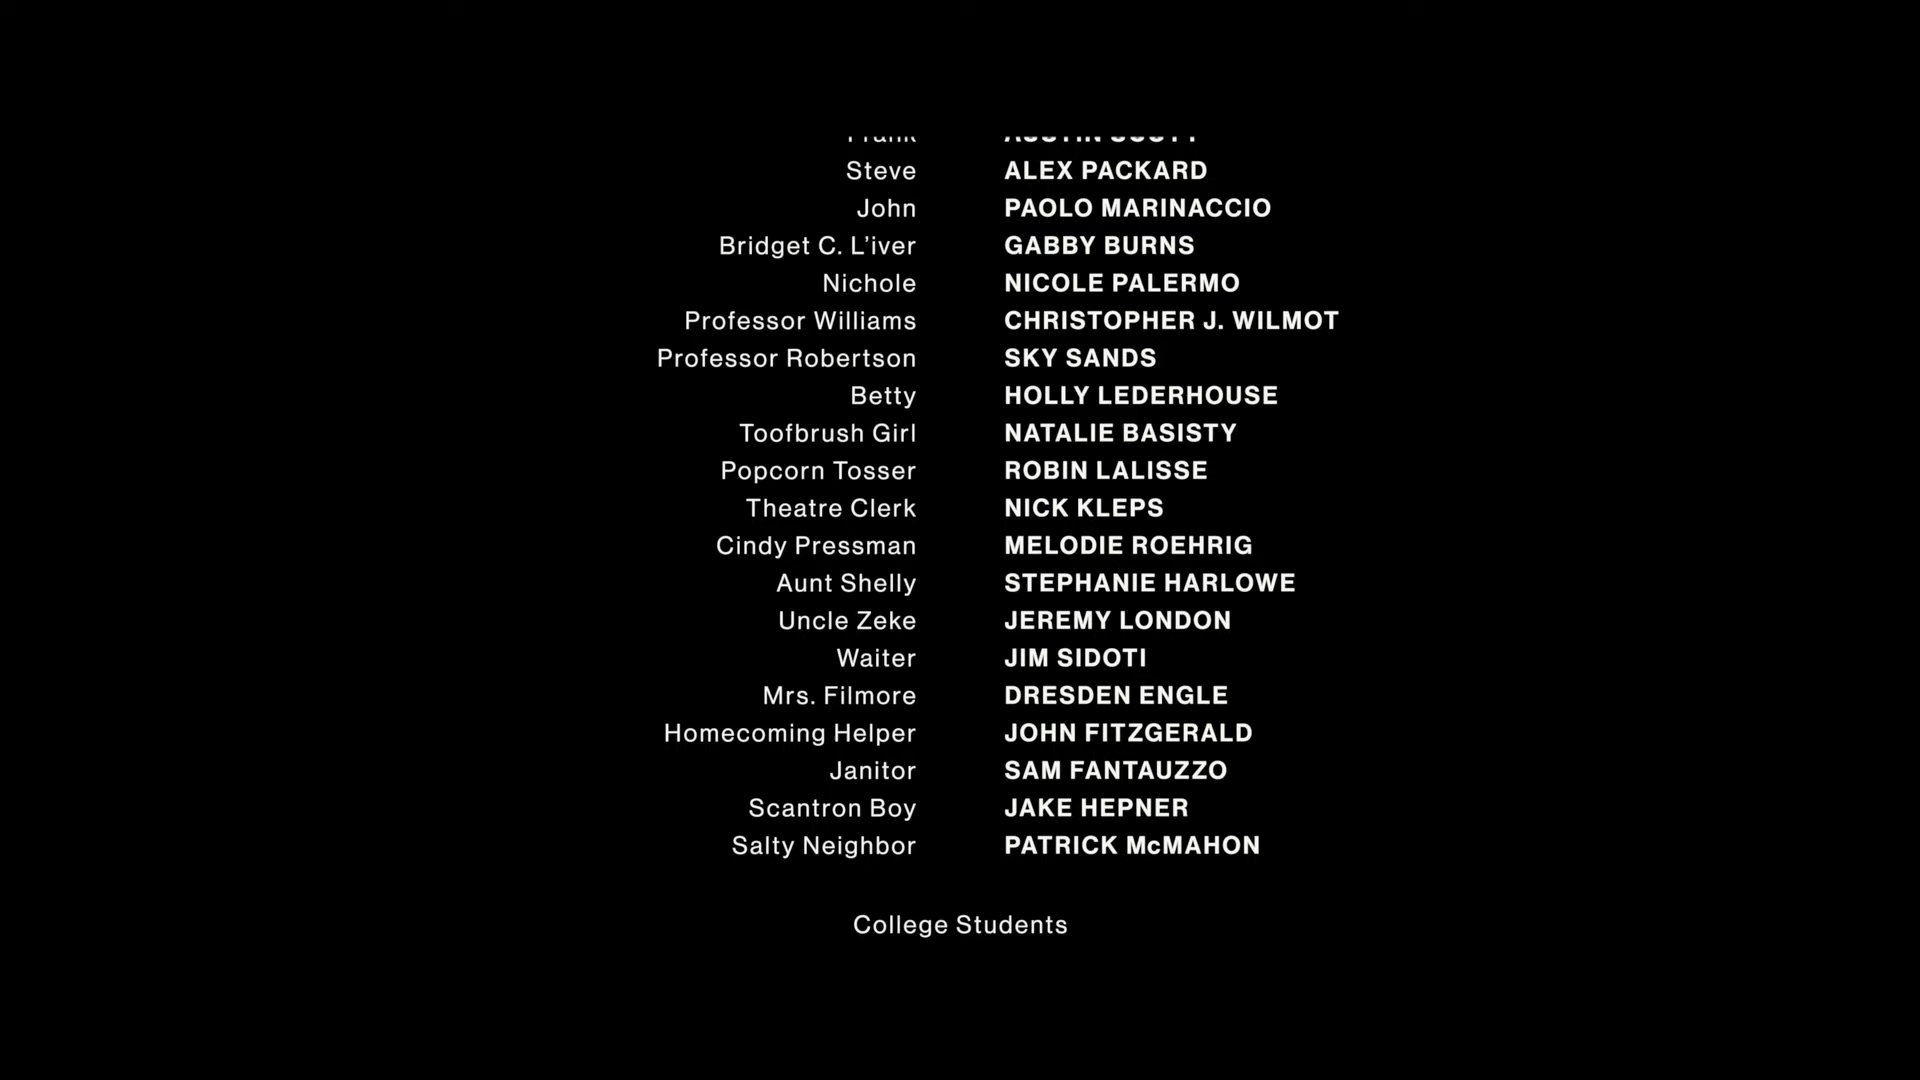 Frank AUSTIN SCOTT
Steve ALEX PACKARD
John PAOLO MARINACCIO
Bridget C. L’iver GABBY BURNS
Nichole NICOLE PALERMO
Professor Williams CHRISTOPHER J. WILMOT
Professor Robertson SKY SANDS
Betty HOLLY LEDERHOUSE
Toofbrush Girl NATALIE BASISTY
Popcorn Tosser ROBIN LALISSE
Theatre Clerk NICK KLEPS
Cindy Pressman MELODIE ROEHRIG
Aunt Shelly STEPHANIE HARLOWE
Uncle Zeke JEREMY LONDON
Waiter JIM SIDOTI
Mrs. Filmore DRESDEN ENGLE
Homecoming Helper JOHN FITZGERALD
Janitor SAM FANTAUZZO
Scantron Boy JAKE HEPNER
Salty Neighbor PATRICK McMAHON
College Students